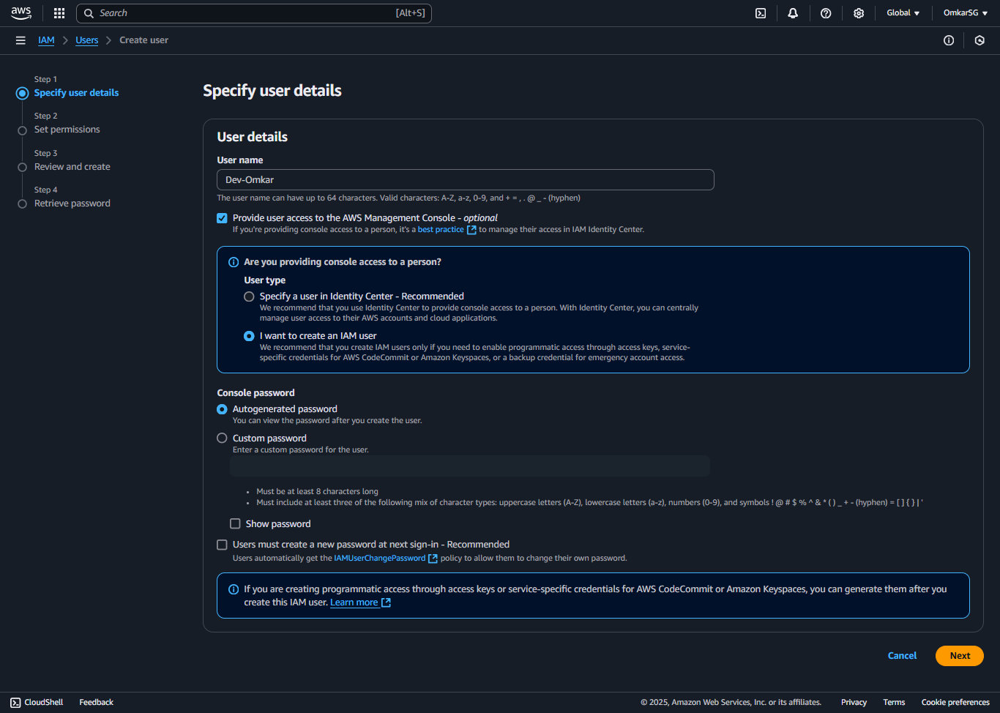 aws
Search
[Alt+S]
Global
OmkarSG
IAM
Users
Create user
Step 1
Specify user details
Step 2
Set permissions
Step 3
Review and create
Step 4
Retrieve password
Specify user details
User details
User name
Dev-Omkar
The user name can have up to 64 characters. Valid characters: A-Z, a-z, 0-9, and + = , . @ _ - (hyphen)
Provide user access to the AWS Management Console - optional
If you're providing console access to a person, it's a best practice to manage their access in IAM Identity Center.
Are you providing console access to a person?
User type
Specify a user in Identity Center - Recommended
We recommend that you use Identity Center to provide console access to a person. With Identity Center, you can centrally
manage user access to their AWS accounts and cloud applications.
I want to create an IAM user
We recommend that you create IAM users only if you need to enable programmatic access through access keys, service-
specific credentials for AWS CodeCommit or Amazon Keyspaces, or a backup credential for emergency account access.
Console password
Autogenerated password
You can view the password after you create the user.
Custom password
Enter a custom password for the user.
• Must be at least 8 characters long
• Must include at least three of the following mix of character types: uppercase letters (A-Z), lowercase letters (a-z), numbers (0-9), and symbols ! @ # $ % ^ & * ( ) _ + - (hyphen) = [ ] { } | '
Show password
Users must create a new password at next sign-in - Recommended
Users automatically get the IAMUserChangePassword policy to allow them to change their own password.
If you are creating programmatic access through access keys or service-specific credentials for AWS CodeCommit or Amazon Keyspaces, you can generate them after you
create this IAM user. Learn more
Cancel
Next
CloudShell
Feedback
© 2025, Amazon Web Services, Inc. or its affiliates.
Privacy
Terms
Cookie preferences